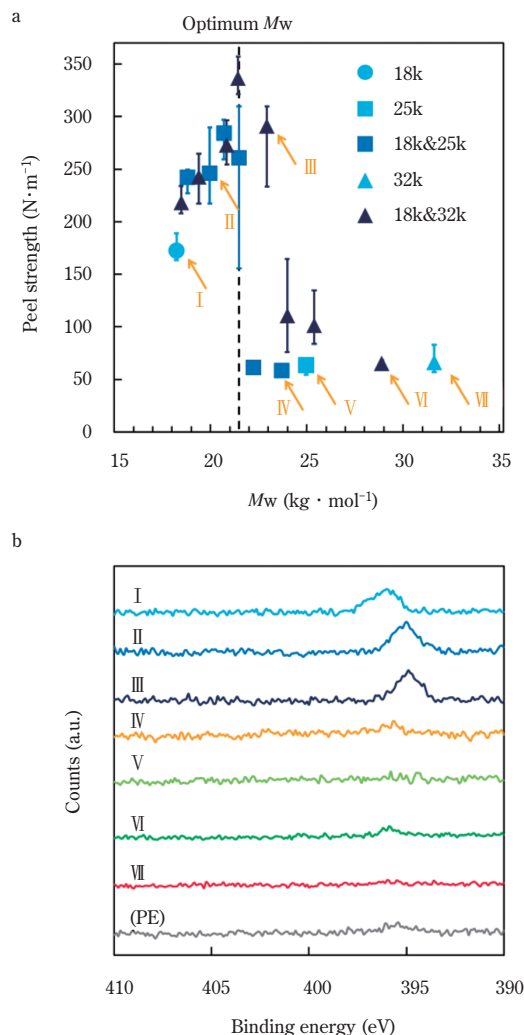 a
Optimum Mw
350
300
250
200
150
100
50
0
Peel strength (N·m⁻¹)
18k
25k
18k&25k
32k
18k&32k
Ⅰ
Ⅱ
Ⅲ
Ⅳ
Ⅴ
Ⅵ
Ⅶ
15 20 25 30 35
Mw (kg · mol⁻¹)
b
Ⅰ
Ⅱ
Ⅲ
Ⅳ
Ⅴ
Ⅵ
Ⅶ
(PE)
Counts (a.u.)
410 405 400 395 390
Binding energy (eV)